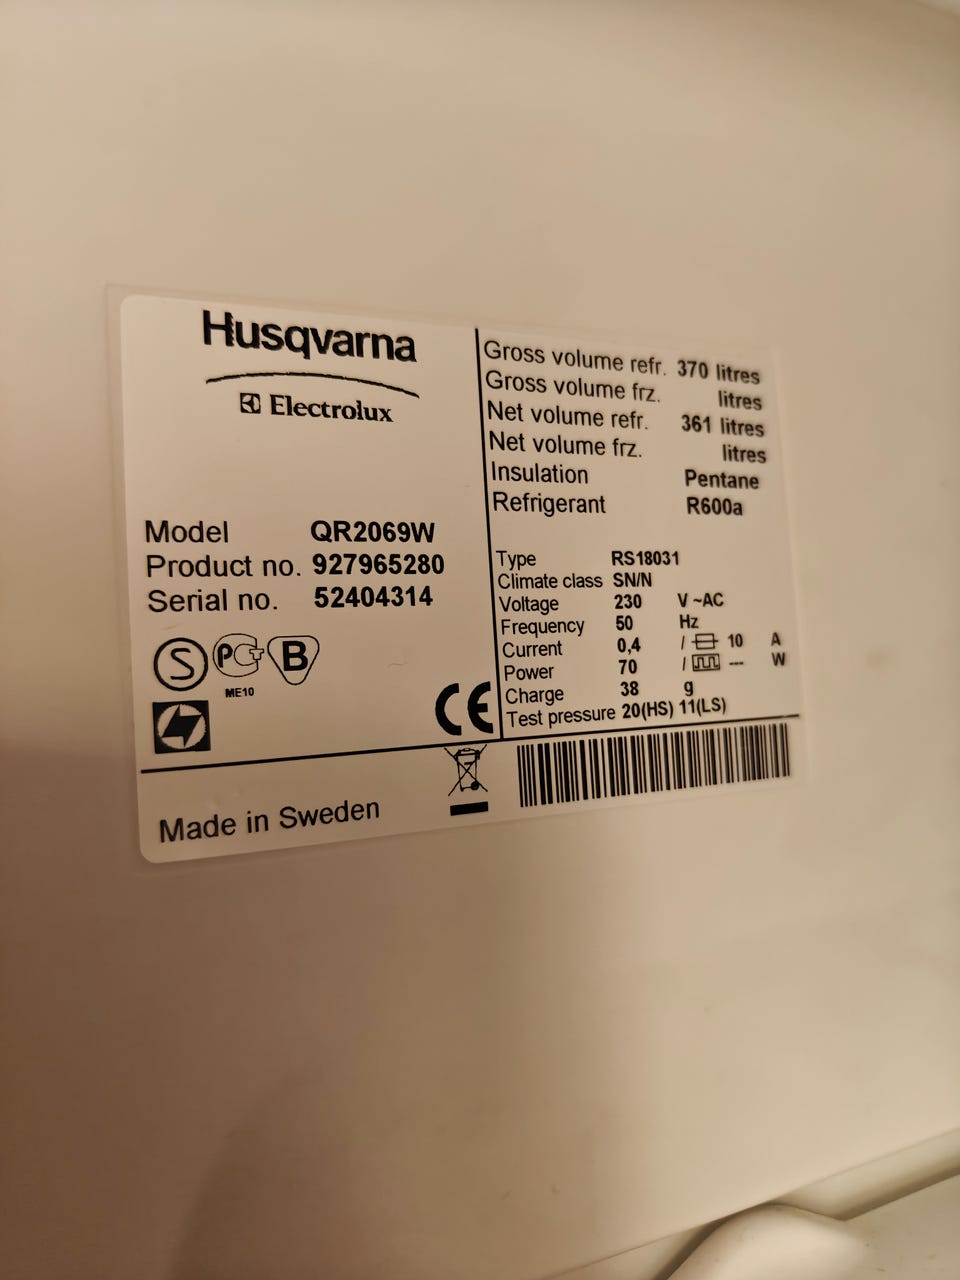 Husqvarna
Electrolux
Model QR2069W
Product no. 927965280
Serial no. 52404314
S PCT B
ME10
CE
Gross volume refr. 370 litres
Gross volume frz. litres
Net volume refr. 361 litres
Net volume frz. litres
Insulation Pentane
Refrigerant R600a
Type RS18031
Climate class SN/N
Voltage 230 V ~AC
Frequency 50 Hz
Current 0,4 / 10 A
Power 70 / --- W
Charge 38 g
Test pressure 20(HS) 11(LS)
Made in Sweden